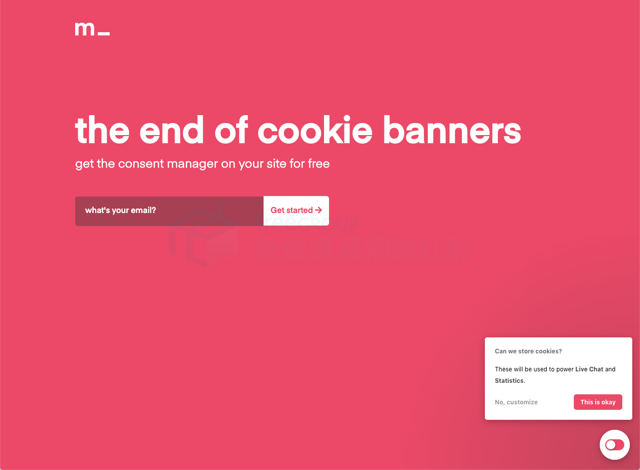 m_
the end of cookie banners
get the consent manager on your site for free
what's your email?
Get started →
Can we store cookies?
These will be used to power Live Chat and
Statistics.
No, customize
This is okay